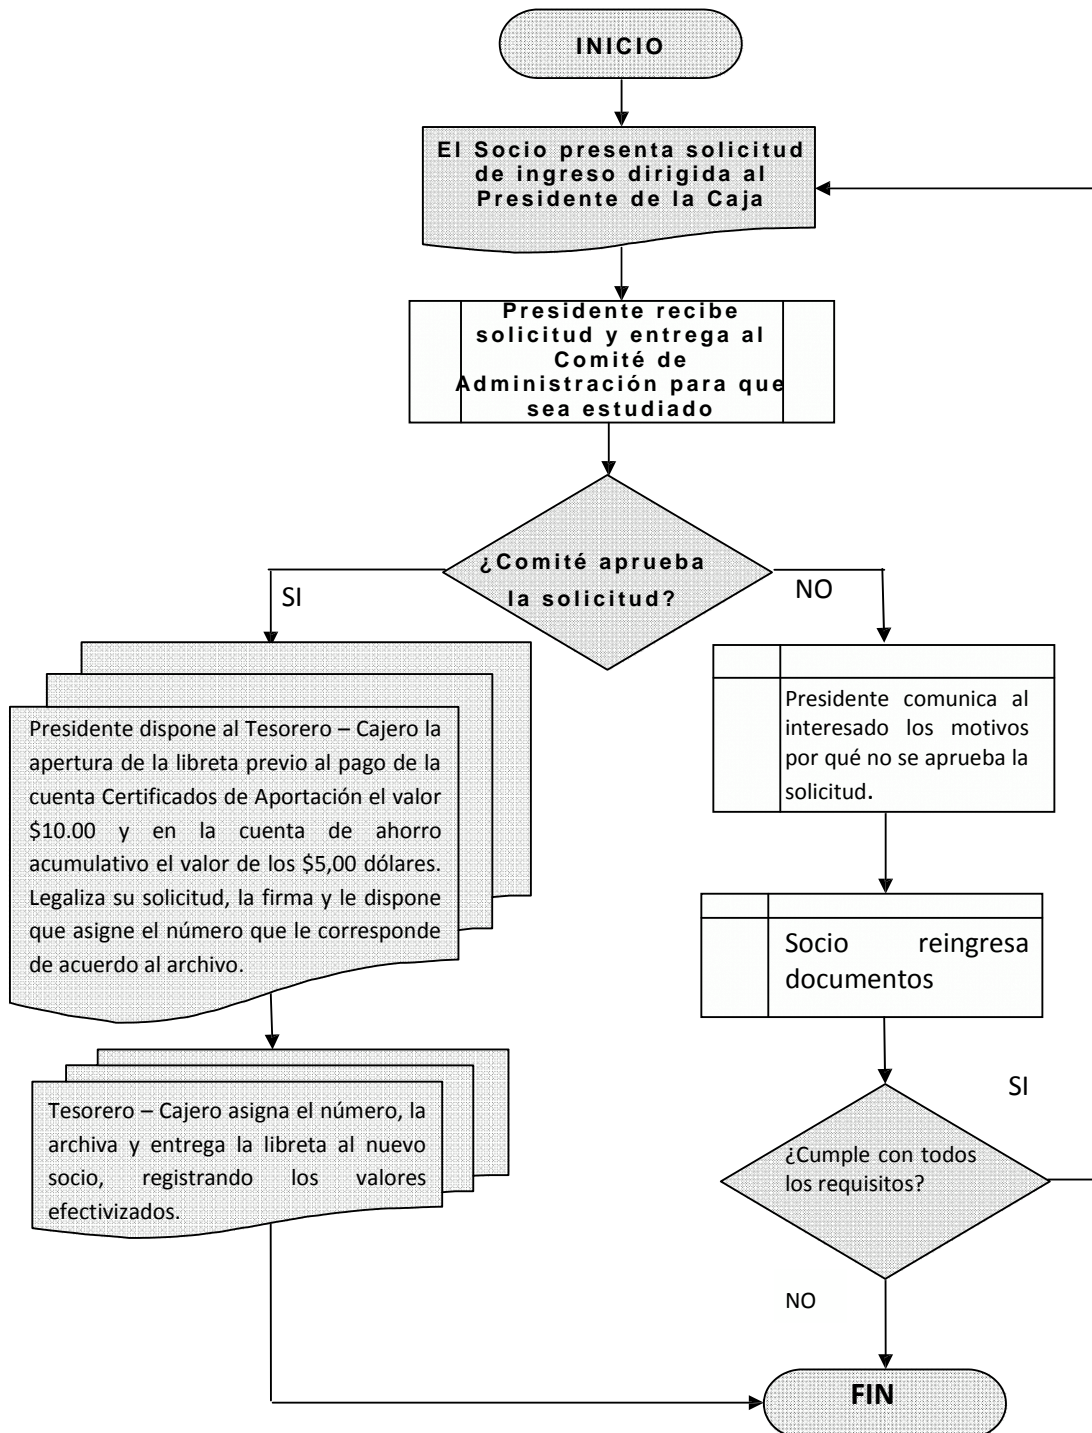 INICIO
El Socio presenta solicitud
de ingreso dirigida al
Presidente de la Caja
Presidente recibe
solicitud y entrega al
Comité de
Administración para que
sea estudiado
¿Comité aprueba
la solicitud?
SI
NO
Presidente dispone al Tesorero – Cajero la
apertura de la libreta previo al pago de la
cuenta Certificados de Aportación el valor
$10.00 y en la cuenta de ahorro
acumulativo el valor de los $5,00 dólares.
Legaliza su solicitud, la firma y le dispone
que asigne el número que le corresponde
de acuerdo al archivo.
Presidente comunica al
interesado los motivos
por qué no se aprueba la
solicitud.
Socio reingresa
documentos
Tesorero – Cajero asigna el número, la
archiva y entrega la libreta al nuevo
socio, registrando los valores
efectivizados.
SI
¿Cumple con todos
los requisitos?
NO
FIN